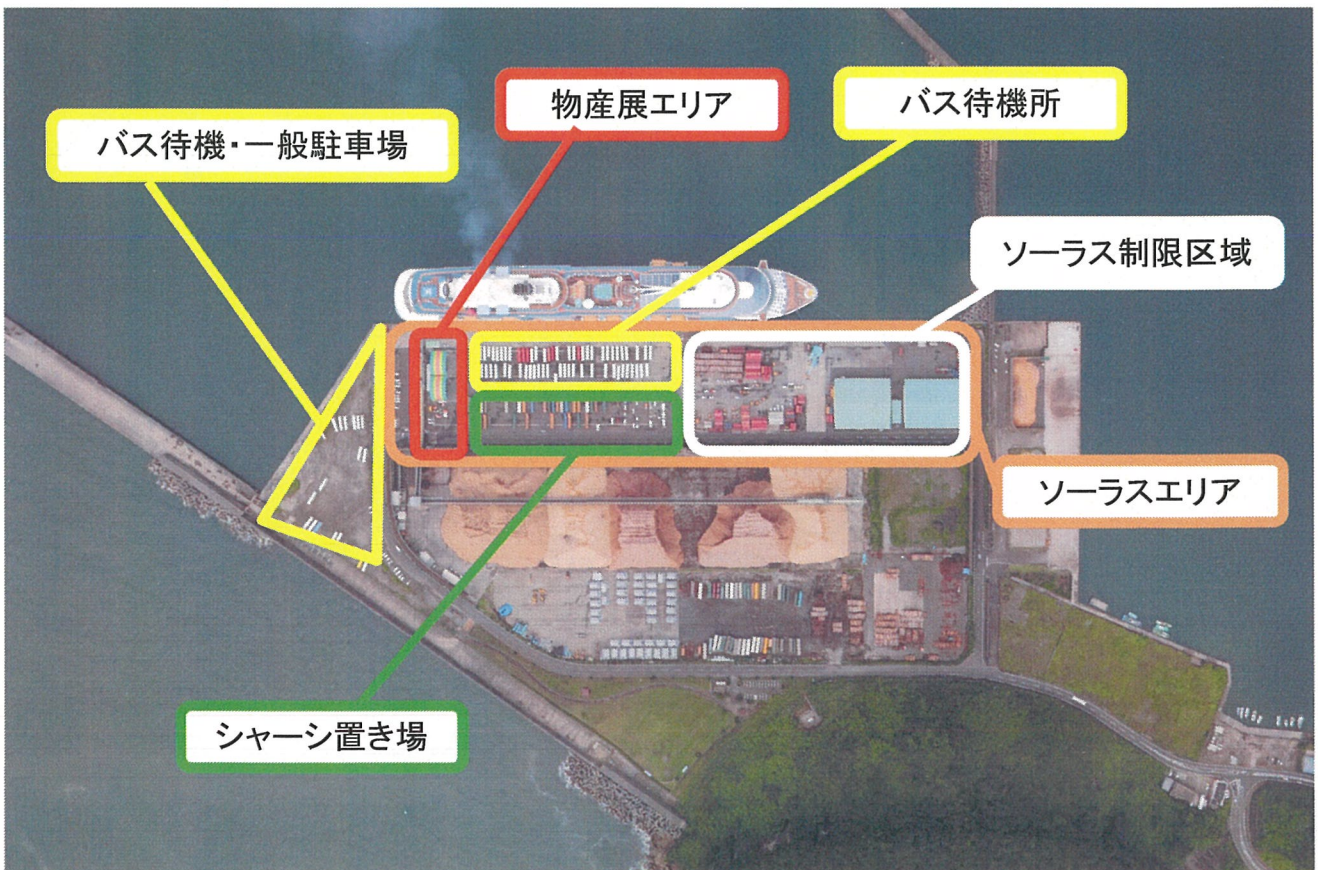 物産展エリア
バス待機所
バス待機・一般駐車場
ソーラス制限区域
ソーラスエリア
シャーシ置き場